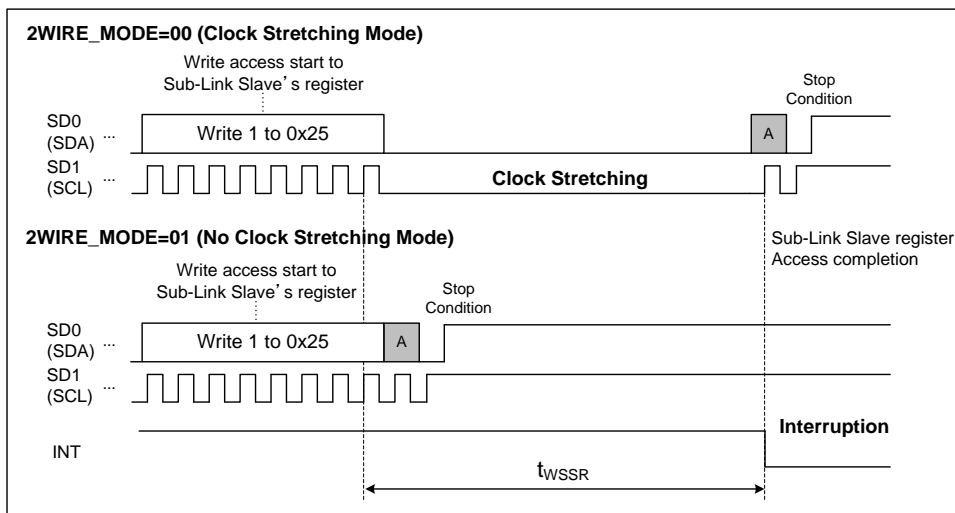 2WIRE_MODE=00 (Clock Stretching Mode)
Write access start to
Sub-Link Slave’s register
Stop
Condition
SD0
(SDA) ...
Write 1 to 0x25
A
SD1
(SCL) ...
Clock Stretching
2WIRE_MODE=01 (No Clock Stretching Mode)
Sub-Link Slave register
Access completion
Write access start to
Sub-Link Slave’s register
Stop
Condition
SD0
(SDA) ...
Write 1 to 0x25
A
SD1
(SCL) ...
Interruption
INT
tWSSR